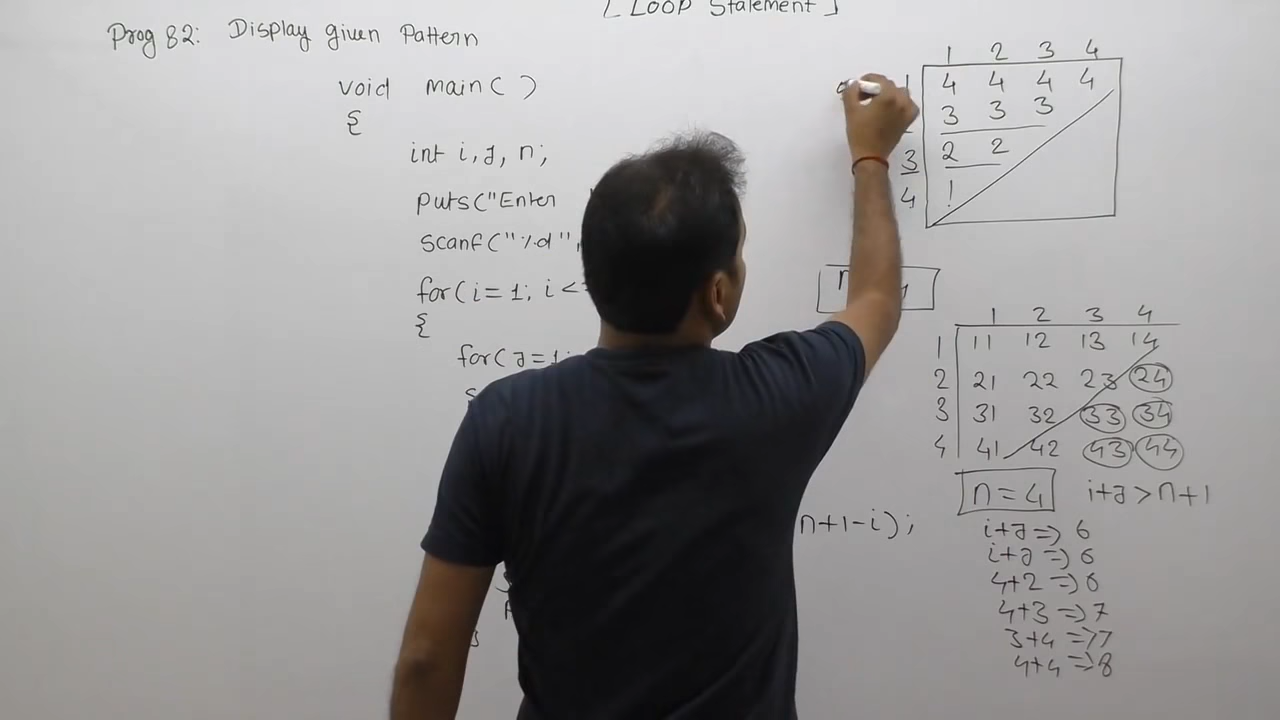 [ Loop Statement ]
Prog 82: Display given Pattern
void main( )
{
int i, j, n;
puts("Enter
scanf("%d",
for(i=1; i<
{
for(j=1;
n+1-i);
1 2 3 4
1 4 4 4 4
3 3 3
3 2 2
4 1
1 2 3 4
1 11 12 13 14
2 21 22 23 24
3 31 32 33 34
4 41 42 43 44
n=4 i+j>n+1
i+j=>6
i+j=>6
4+2=>6
4+3=>7
3+4=>7
4+4=>8